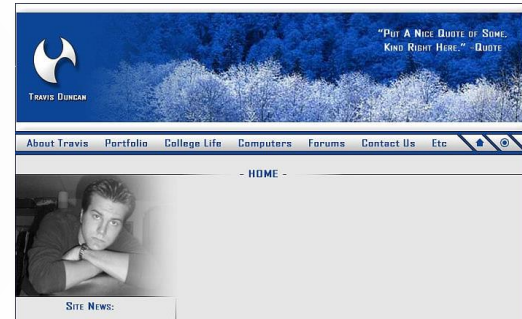 "Put A Nice Quote of Some.
Kind Right Here." -Quote
Travis Duncan
About Travis Portfolio College Life Computers Forums Contact Us Etc
- HOME -
Site News: